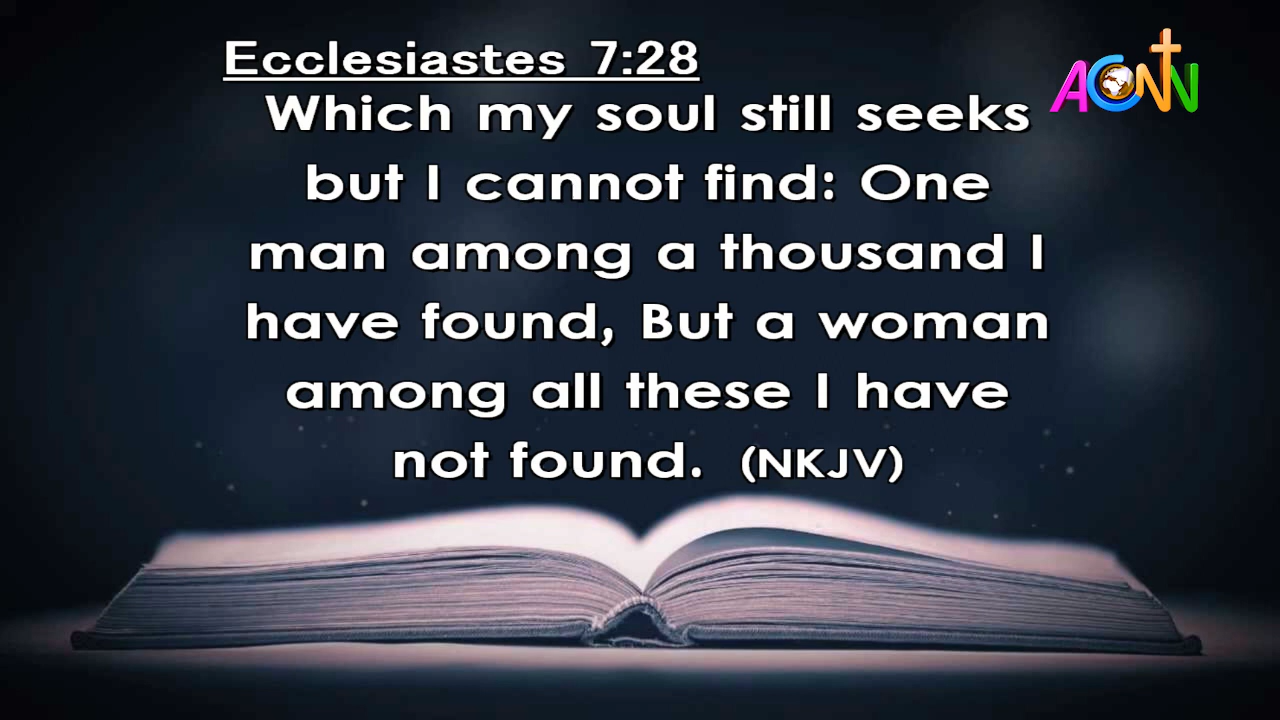 Ecclesiastes 7:28
ACNN
Which my soul still seeks
but I cannot find: One
man among a thousand I
have found, But a woman
among all these I have
not found. (NKJV)